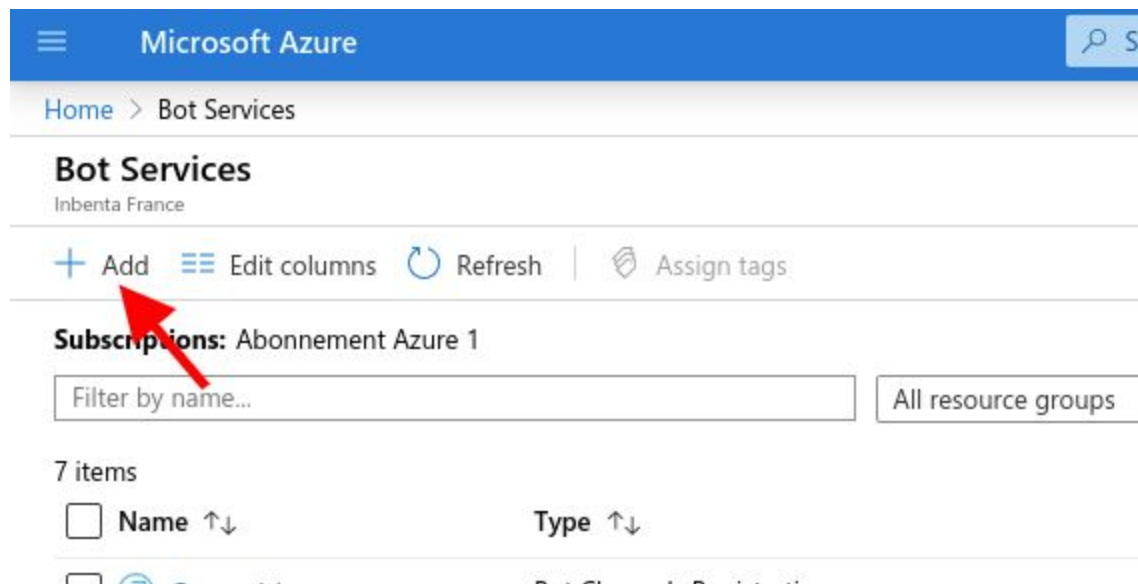 Microsoft Azure
Home > Bot Services
Bot Services
Inbenta France
Add Edit columns Refresh Assign tags
Subscriptions: Abonnement Azure 1
Filter by name...
All resource groups
7 items
Name Type